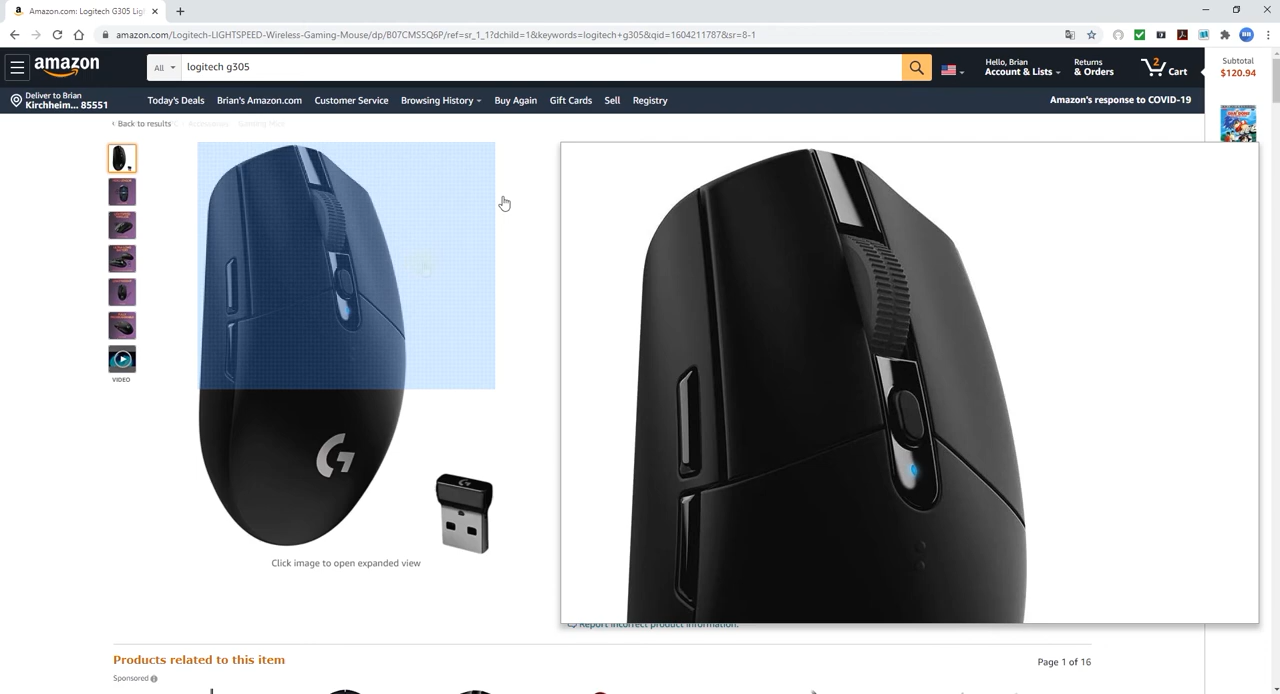 Amazon.com: Logitech G305 Lig
amazon.com/Logitech-LIGHTSPEED-Wireless-Gaming-Mouse/dp/B07CMS5Q6P/ref=sr_1_1?dchild=1&keywords=logitech+g305&qid=1604211787&sr=8-1
amazon
All
logitech g305
Hello, Brian
Account & Lists
Returns
& Orders
2
Cart
Subtotal
$120.94
Deliver to Brian
Kirchheim... 85551
Today's Deals
Brian's Amazon.com
Customer Service
Browsing History
Buy Again
Gift Cards
Sell
Registry
Amazon's response to COVID-19
‹ Back to results
VIDEO
Click image to open expanded view
Report incorrect product information.
Products related to this item
Page 1 of 16
Sponsored